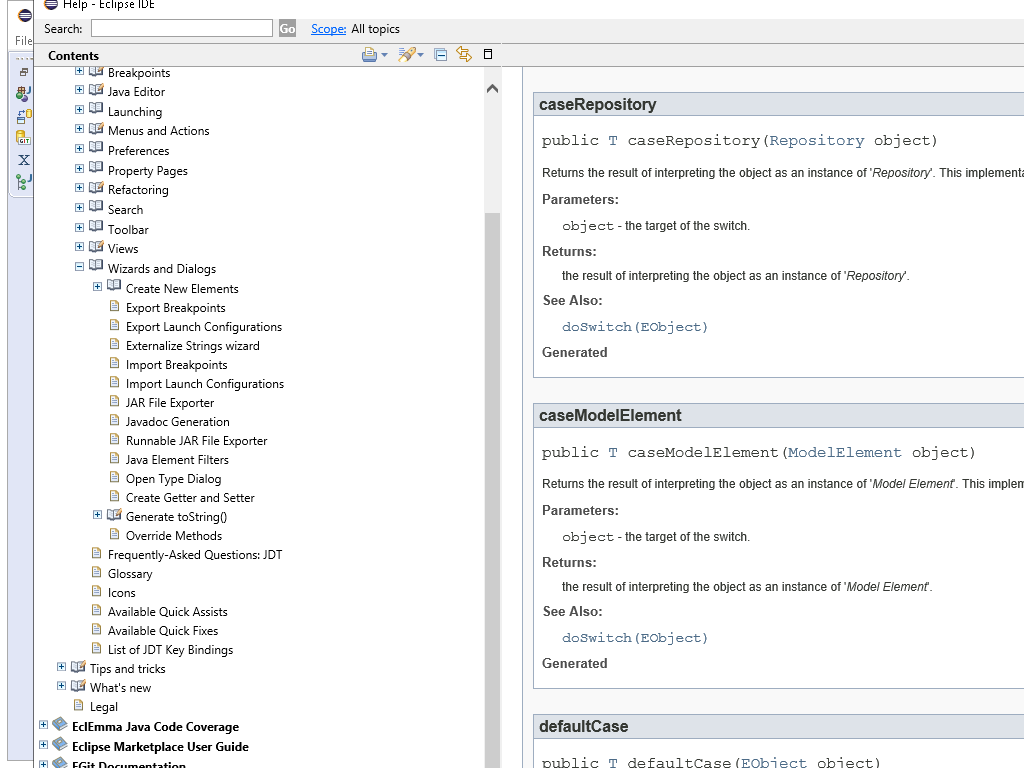 Help - Eclipse IDE
File
Search:
Go
Scope: All topics
Contents
Breakpoints
Java Editor
Launching
Menus and Actions
Preferences
Property Pages
Refactoring
Search
Toolbar
Views
Wizards and Dialogs
Create New Elements
Export Breakpoints
Export Launch Configurations
Externalize Strings wizard
Import Breakpoints
Import Launch Configurations
JAR File Exporter
Javadoc Generation
Runnable JAR File Exporter
Java Element Filters
Open Type Dialog
Create Getter and Setter
Generate toString()
Override Methods
Frequently-Asked Questions: JDT
Glossary
Icons
Available Quick Assists
Available Quick Fixes
List of JDT Key Bindings
Tips and tricks
What's new
Legal
EclEmma Java Code Coverage
Eclipse Marketplace User Guide
EGit Documentation
caseRepository
public T caseRepository(Repository object)
Returns the result of interpreting the object as an instance of 'Repository'. This implementa
Parameters:
object - the target of the switch.
Returns:
the result of interpreting the object as an instance of 'Repository'.
See Also:
doSwitch(EObject)
Generated
caseModelElement
public T caseModelElement(ModelElement object)
Returns the result of interpreting the object as an instance of 'Model Element'. This implem
Parameters:
object - the target of the switch.
Returns:
the result of interpreting the object as an instance of 'Model Element'.
See Also:
doSwitch(EObject)
Generated
defaultCase
public T defaultCase(EObject object)